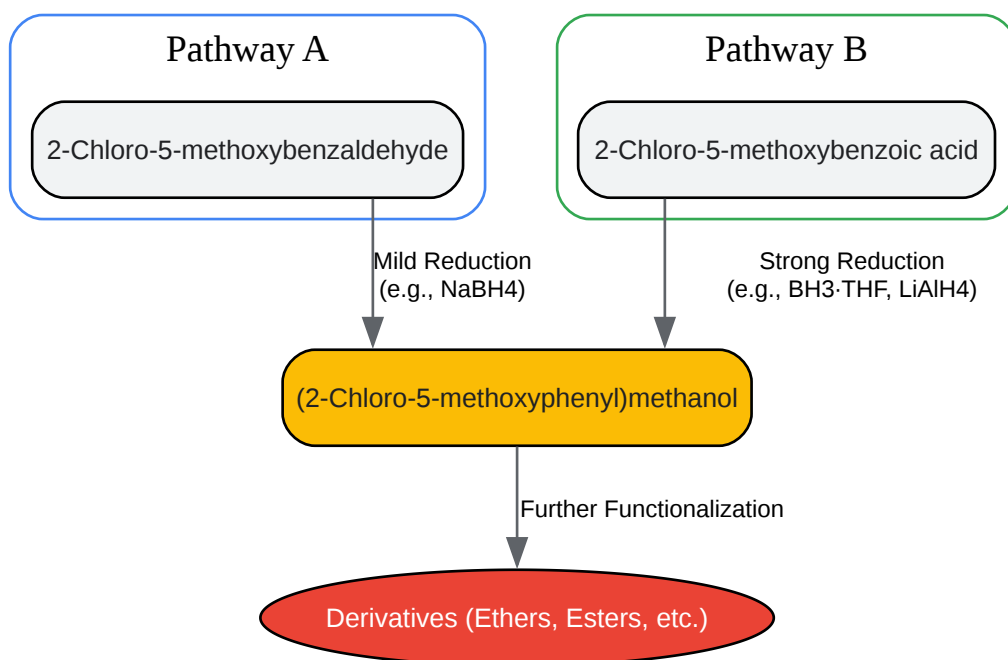 Pathway A
Pathway B
2-Chloro-5-methoxybenzaldehyde
2-Chloro-5-methoxybenzoic acid
Mild Reduction
(e.g., NaBH4)
Strong Reduction
(e.g., BH3·THF, LiAlH4)
(2-Chloro-5-methoxyphenyl)methanol
Further Functionalization
Derivatives (Ethers, Esters, etc.)